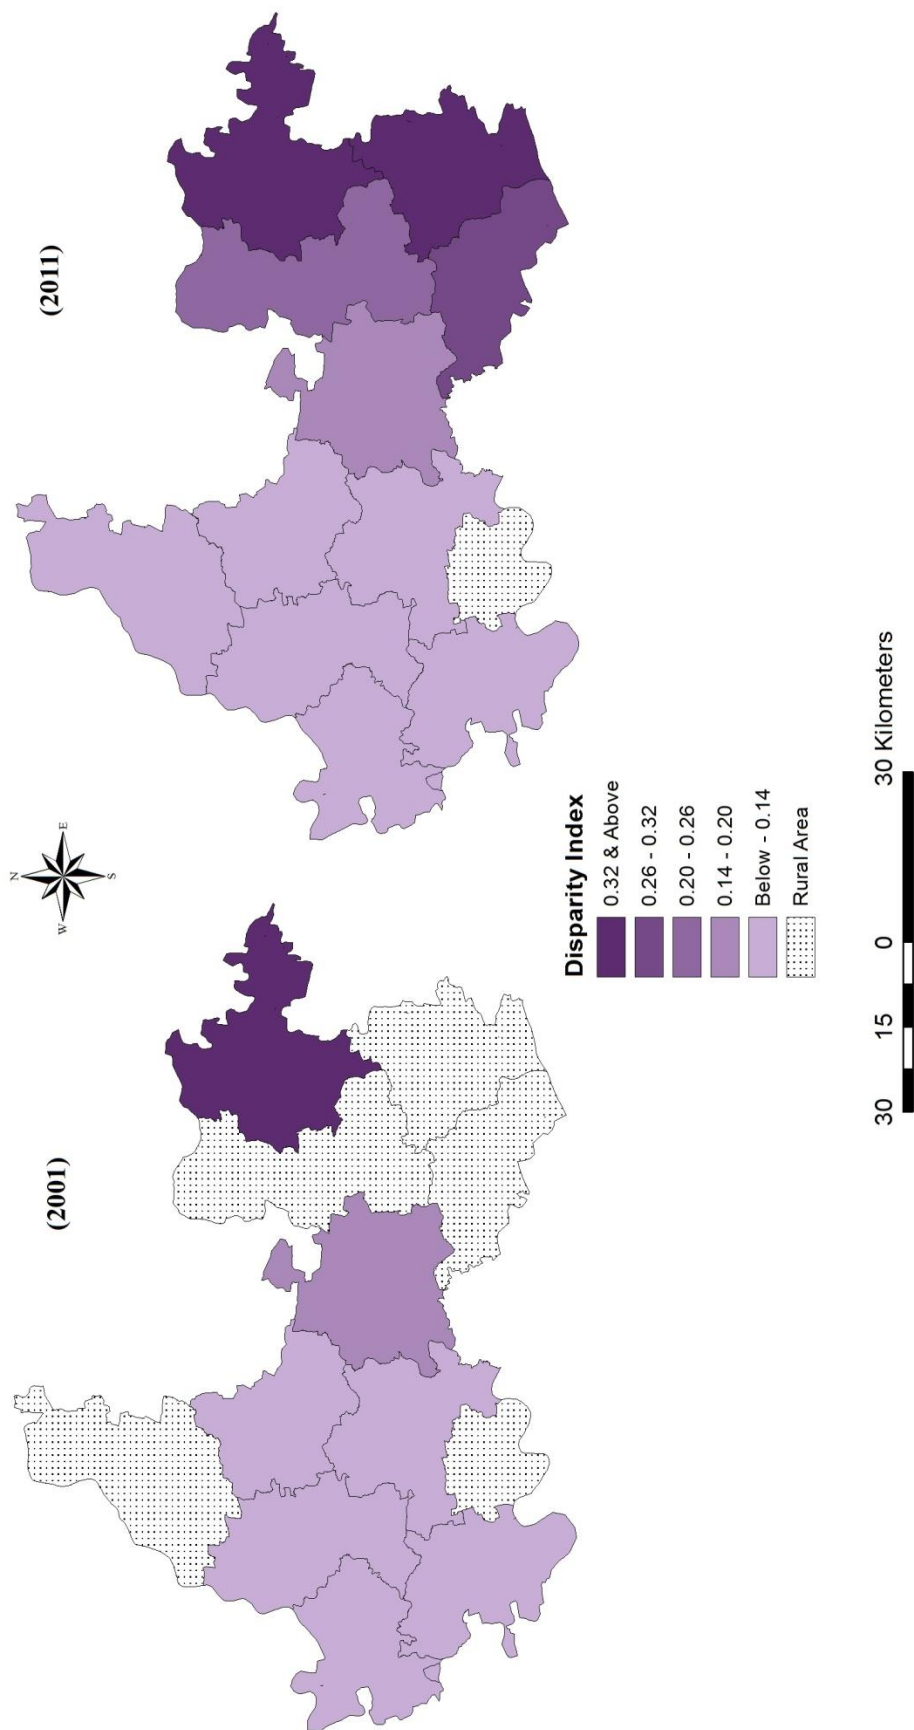 (2001)
(2011)
N
W
E
S
Disparity Index
0.32 & Above
0.26 - 0.32
0.20 - 0.26
0.14 - 0.20
Below - 0.14
Rural Area
30 15 0 30 Kilometers